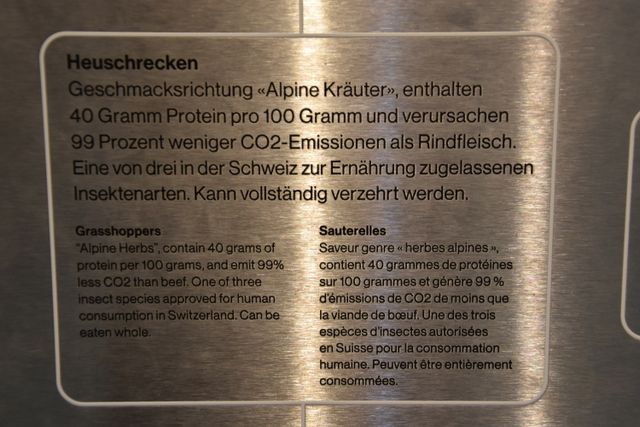 Heuschrecken
Geschmacksrichtung «Alpine Kräuter», enthalten
40 Gramm Protein pro 100 Gramm und verursachen
99 Prozent weniger CO2-Emissionen als Rindfleisch.
Eine von drei in der Schweiz zur Ernährung zugelassenen
Insektenarten. Kann vollständig verzehrt werden.
Grasshoppers
"Alpine Herbs", contain 40 grams of
protein per 100 grams, and emit 99%
less CO2 than beef. One of three
insect species approved for human
consumption in Switzerland. Can be
eaten whole.
Sauterelles
Saveur genre « herbes alpines »,
contient 40 grammes de protéines
sur 100 grammes et génère 99 %
d'émissions de CO2 de moins que
la viande de bœuf. Une des trois
espèces d'insectes autorisées
en Suisse pour la consommation
humaine. Peuvent être entièrement
consommées.